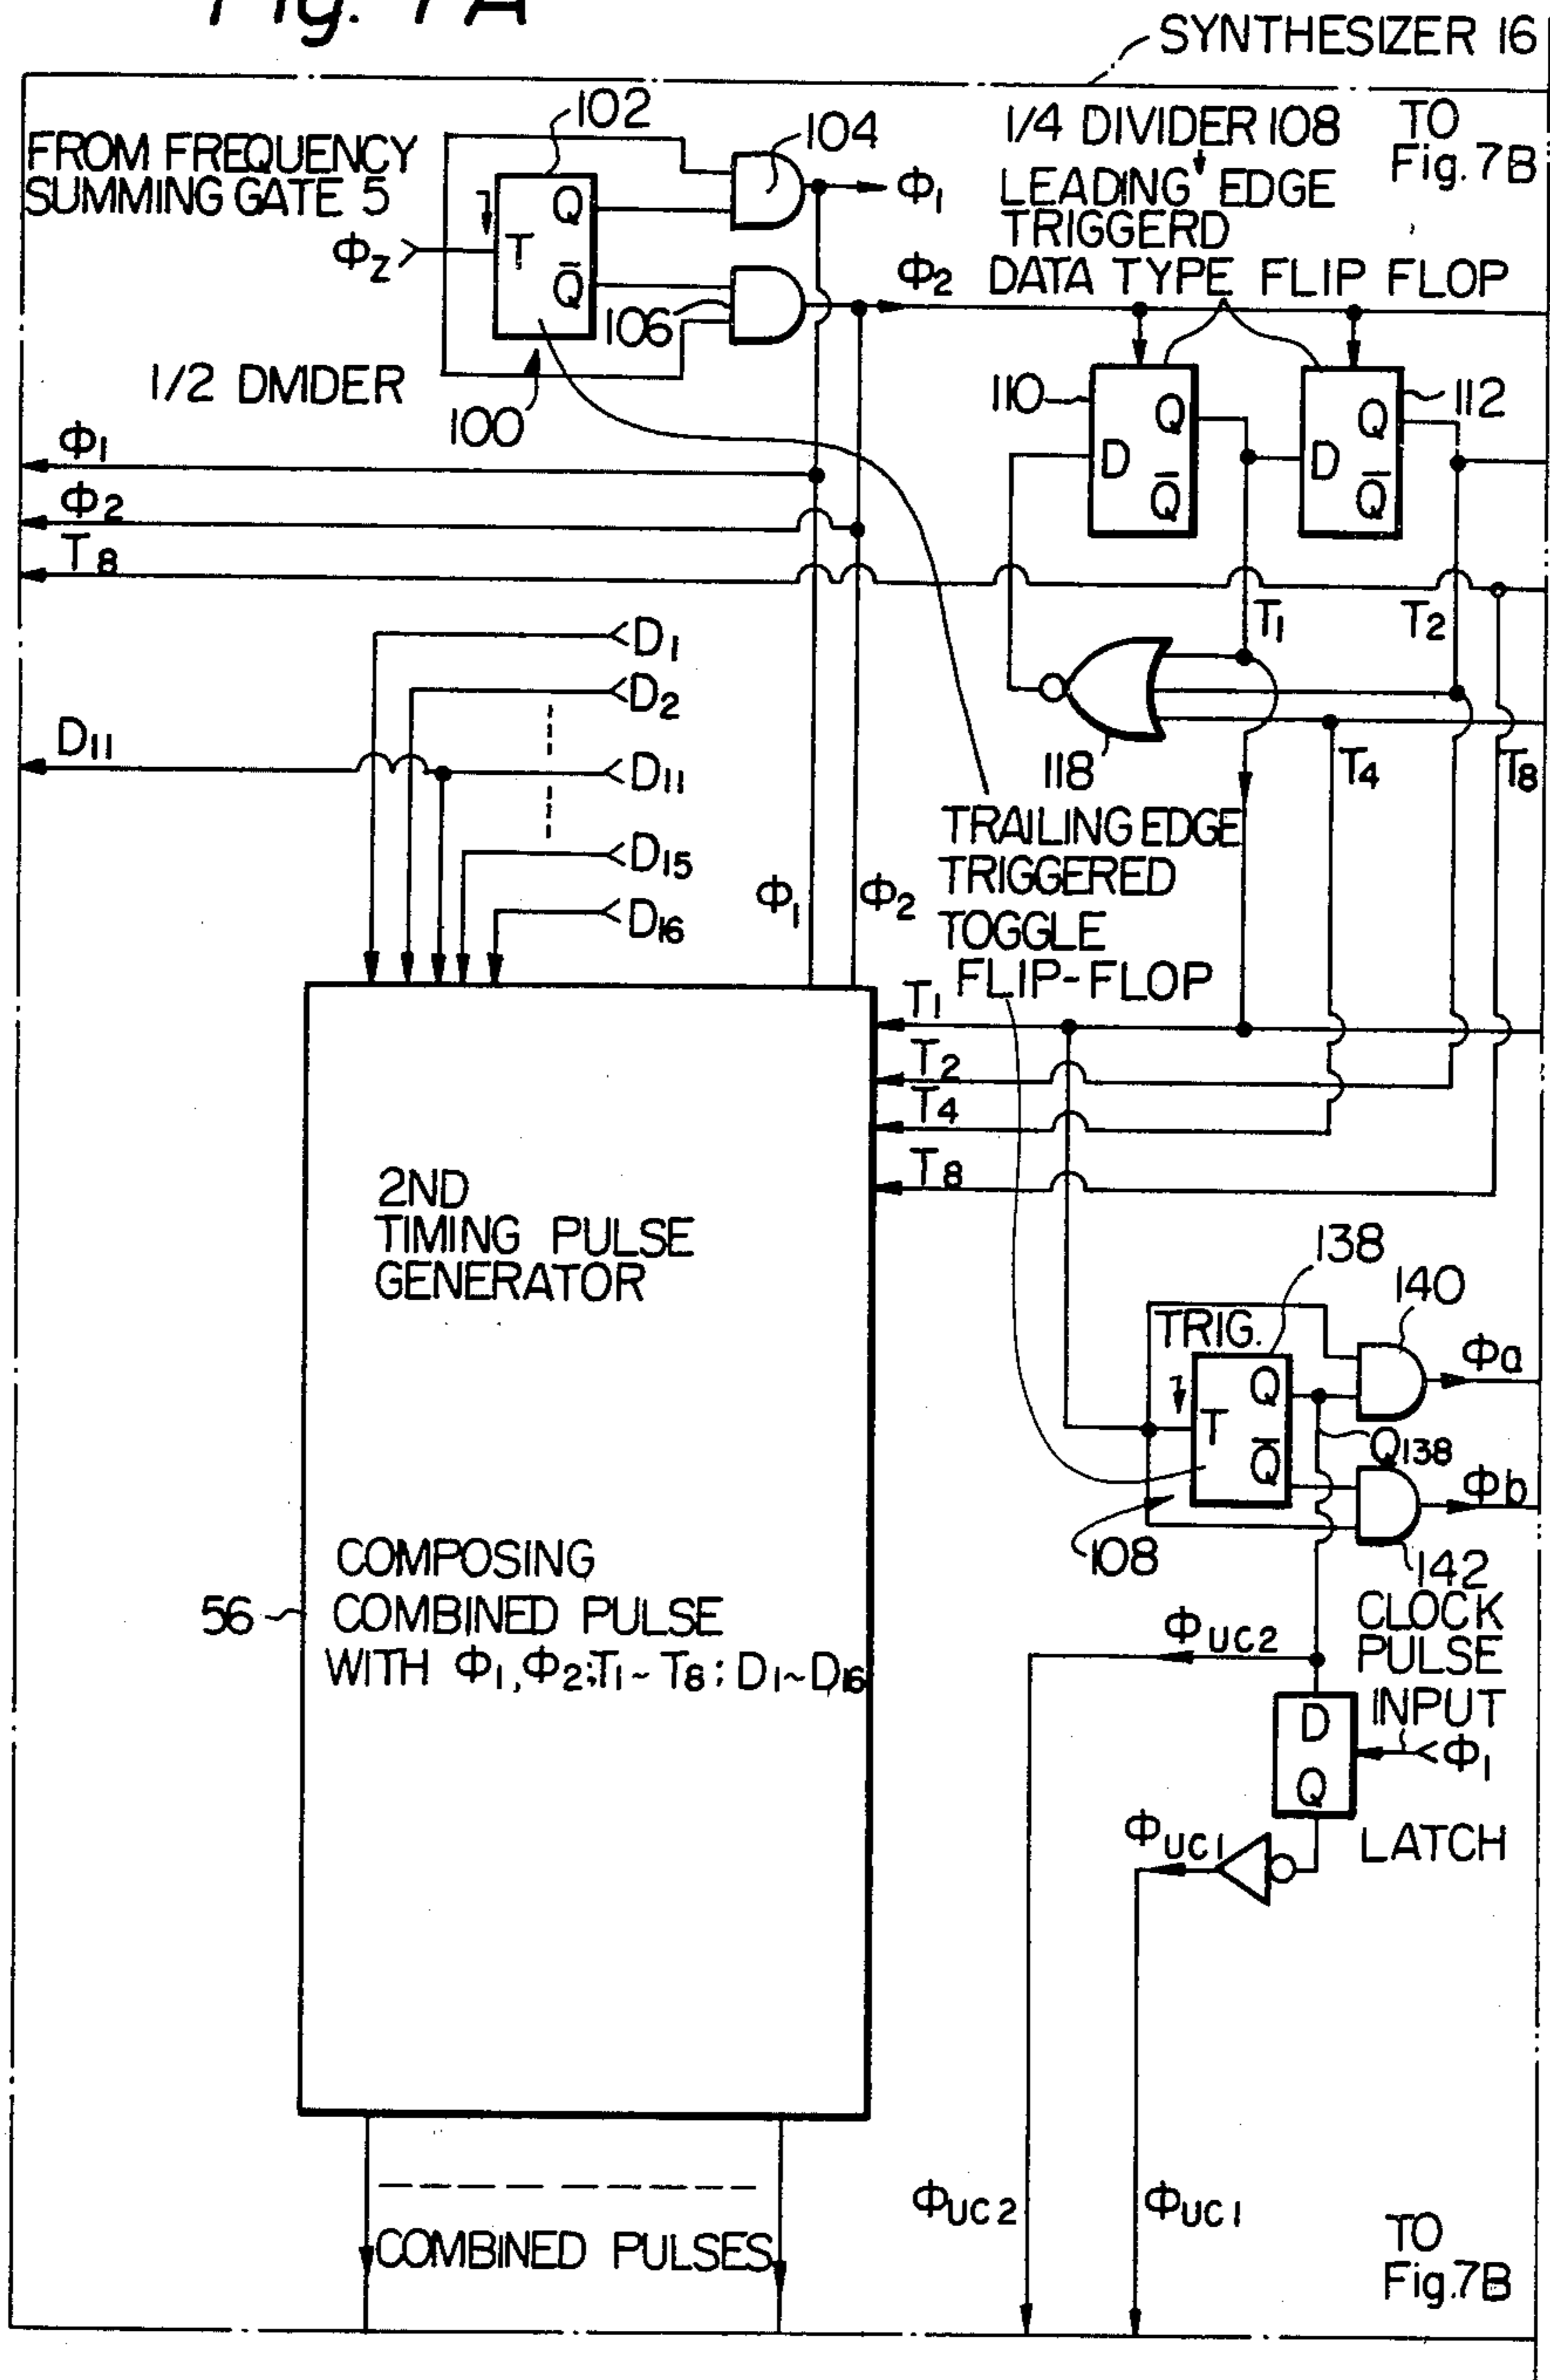 Fig. 7A
SYNTHESIZER 16
FROM FREQUENCY
SUMMING GATE 5
102
104
1/4 DIVIDER 108
TO
Fig. 7B
LEADING EDGE
TRIGGERD
DATA TYPE FLIP FLOP
Φ1
Φz
T
Q
Q̅
106
Φ2
1/2 DIVIDER
100
110
D
Q
Q̅
D
Q
Q̅
112
Φ1
Φ2
T8
T1
T2
D1
D2
D11
D11
D15
D16
118
T4
T8
TRAILING EDGE
TRIGGERED
TOGGLE
FLIP-FLOP
Φ1
Φ2
T1
T2
T4
T8
2ND
TIMING PULSE
GENERATOR
138
140
TRIG.
T
Q
Q̅
Φa
Q138
Φb
108
142
COMPOSING
COMBINED PULSE
WITH Φ1, Φ2; T1~T8; D1~D16
56
ΦUC2
CLOCK
PULSE
INPUT
D
Q
Φ1
ΦUC1
LATCH
ΦUC2
ΦUC1
COMBINED PULSES
TO
Fig. 7B